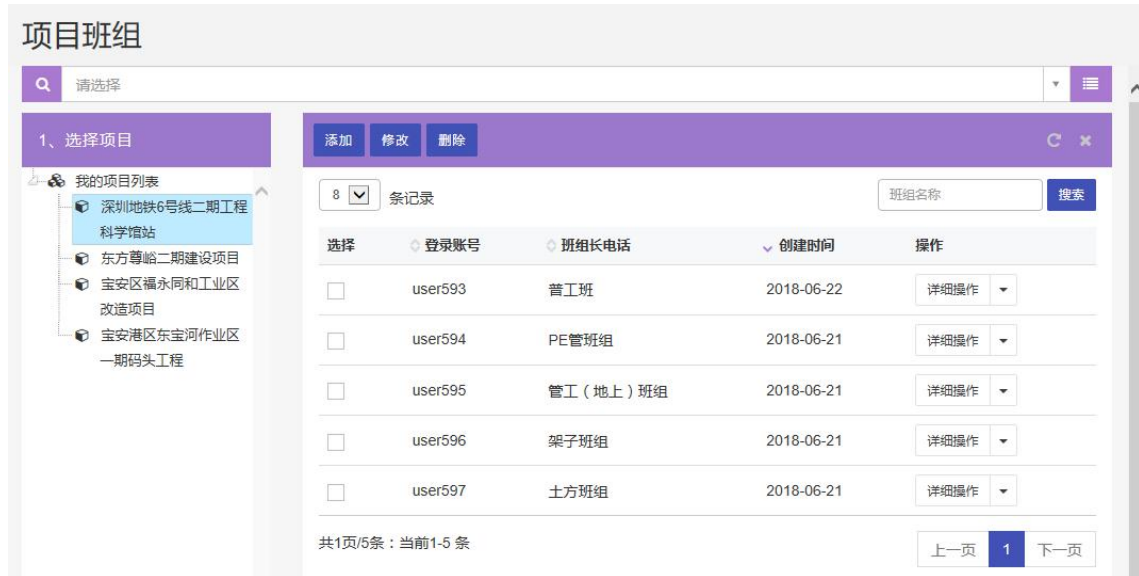 项目班组
请选择
1、选择项目
我的项目列表
深圳地铁6号线二期工程
科学馆站
东方尊峪二期建设项目
宝安区福永同和工业区
改造项目
宝安港区东宝河作业区
一期码头工程
添加 修改 删除
8 条记录 班组名称 搜索
选择 登录账号 班组长电话 创建时间 操作
user593 普工班 2018-06-22 详细操作
user594 PE管班组 2018-06-21 详细操作
user595 管工（地上）班组 2018-06-21 详细操作
user596 架子班组 2018-06-21 详细操作
user597 土方班组 2018-06-21 详细操作
共1页/5条：当前1-5 条 上一页 1 下一页